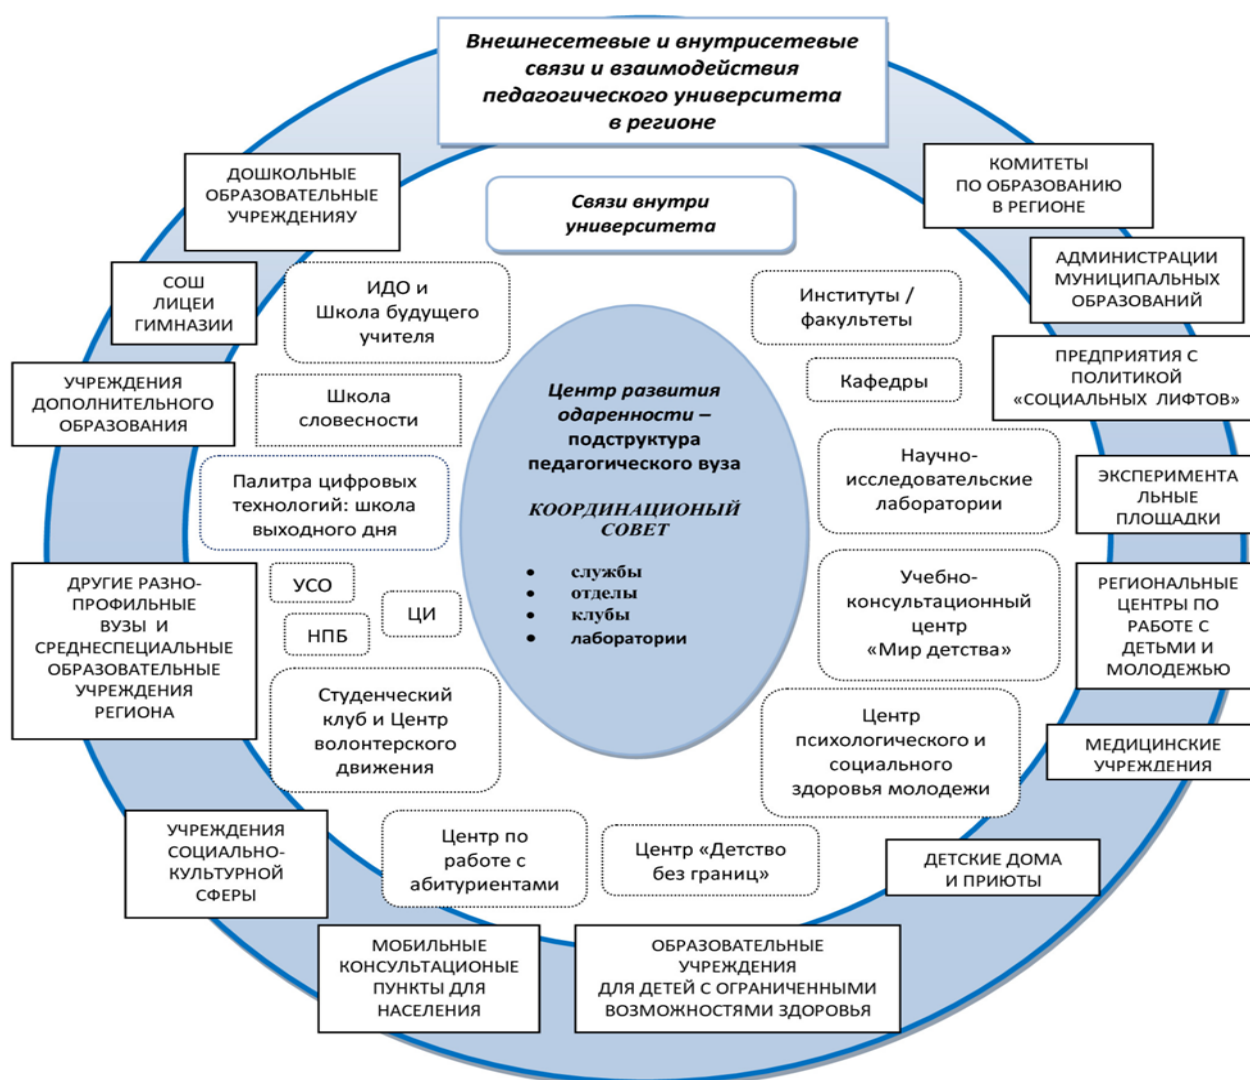 Внешнесетевые и внутрисетевые
связи и взаимодействия
педагогического университета
в регионе
Связи внутри
университета
ДОШКОЛЬНЫЕ
ОБРАЗОВАТЕЛЬНЫЕ
УЧРЕЖДЕНИЯУ
СОШ
ЛИЦЕИ
ГИМНАЗИИ
УЧРЕЖДЕНИЯ
ДОПОЛНИТЕЛЬНОГО
ОБРАЗОВАНИЯ
ДРУГИЕ РАЗНО-
ПРОФИЛЬНЫЕ
ВУЗЫ И
СРЕДНЕСПЕЦИАЛЬНЫЕ
ОБРАЗОВАТЕЛЬНЫЕ
УЧРЕЖДЕНИЯ
РЕГИОНА
УЧРЕЖДЕНИЯ
СОЦИАЛЬНО-
КУЛЬТУРНОЙ
СФЕРЫ
МОБИЛЬНЫЕ
КОНСУЛЬТАЦИОНЫЕ
ПУНКТЫ ДЛЯ
НАСЕЛЕНИЯ
ИДО и
Школа будущего
учителя
Школа
словесности
Палитра цифровых
технологий: школа
выходного дня
УСО
ЦИ
НПБ
Студенческий
клуб и Центр
волонтерского
движения
Центр по
работе с
абитуриентами
Центр «Детство
без границ»
Центр развития
одаренности –
подструктура
педагогического вуза
КООРДИНАЦИОНЫЙ
СОВЕТ
• службы
• отделы
• клубы
• лаборатории
Институты /
факультеты
Кафедры
Научно-
исследовательские
лаборатории
Учебно-
консультационный
центр
«Мир детства»
Центр
психологического и
социального
здоровья молодежи
КОМИТЕТЫ
ПО ОБРАЗОВАНИЮ
В РЕГИОНЕ
АДМИНИСТРАЦИИ
МУНИЦИПАЛЬНЫХ
ОБРАЗОВАНИЙ
ПРЕДПРИЯТИЯ С
ПОЛИТИКОЙ
«СОЦИАЛЬНЫХ ЛИФТОВ»
ЭКСПЕРИМЕНТА
ЛЬНЫЕ
ПЛОЩАДКИ
РЕГИОНАЛЬНЫЕ
ЦЕНТРЫ ПО
РАБОТЕ С
ДЕТЬМИ И
МОЛОДЕЖЬЮ
МЕДИЦИНСКИЕ
УЧРЕЖДЕНИЯ
ДЕТСКИЕ ДОМА
И ПРИЮТЫ
ОБРАЗОВАТЕЛЬНЫЕ
УЧРЕЖДЕНИЯ
ДЛЯ ДЕТЕЙ С ОГРАНИЧЕННЫМИ
ВОЗМОЖНОСТЯМИ ЗДОРОВЬЯ